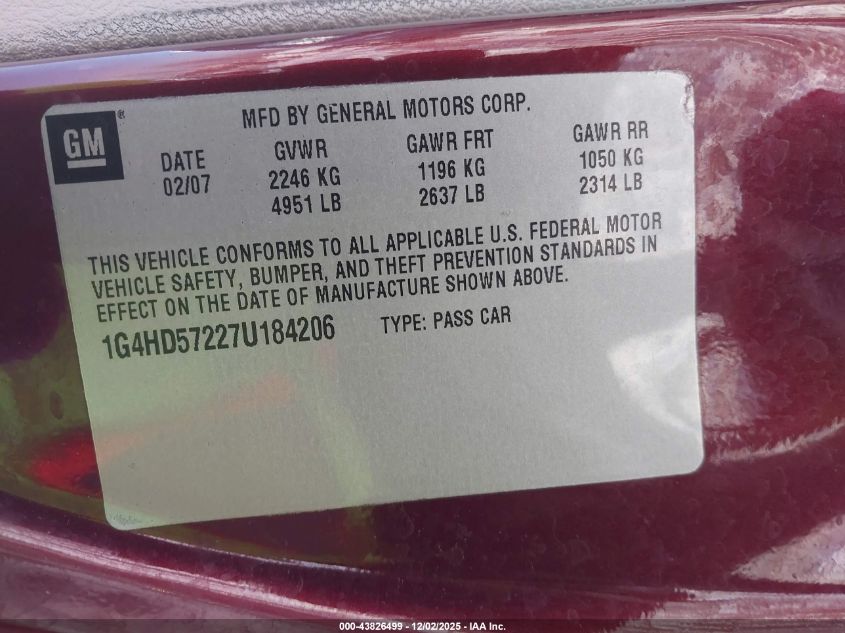 GM®
MFD BY GENERAL MOTORS CORP.
DATE GVWR GAWR FRT GAWR RR
02/07 2246 KG 1196 KG 1050 KG
4951 LB 2637 LB 2314 LB
THIS VEHICLE CONFORMS TO ALL APPLICABLE U.S. FEDERAL MOTOR
VEHICLE SAFETY, BUMPER, AND THEFT PREVENTION STANDARDS IN
EFFECT ON THE DATE OF MANUFACTURE SHOWN ABOVE.
1G4HD57227U184206 TYPE: PASS CAR
000-43826499 - 12/02/2025 - IAA Inc.